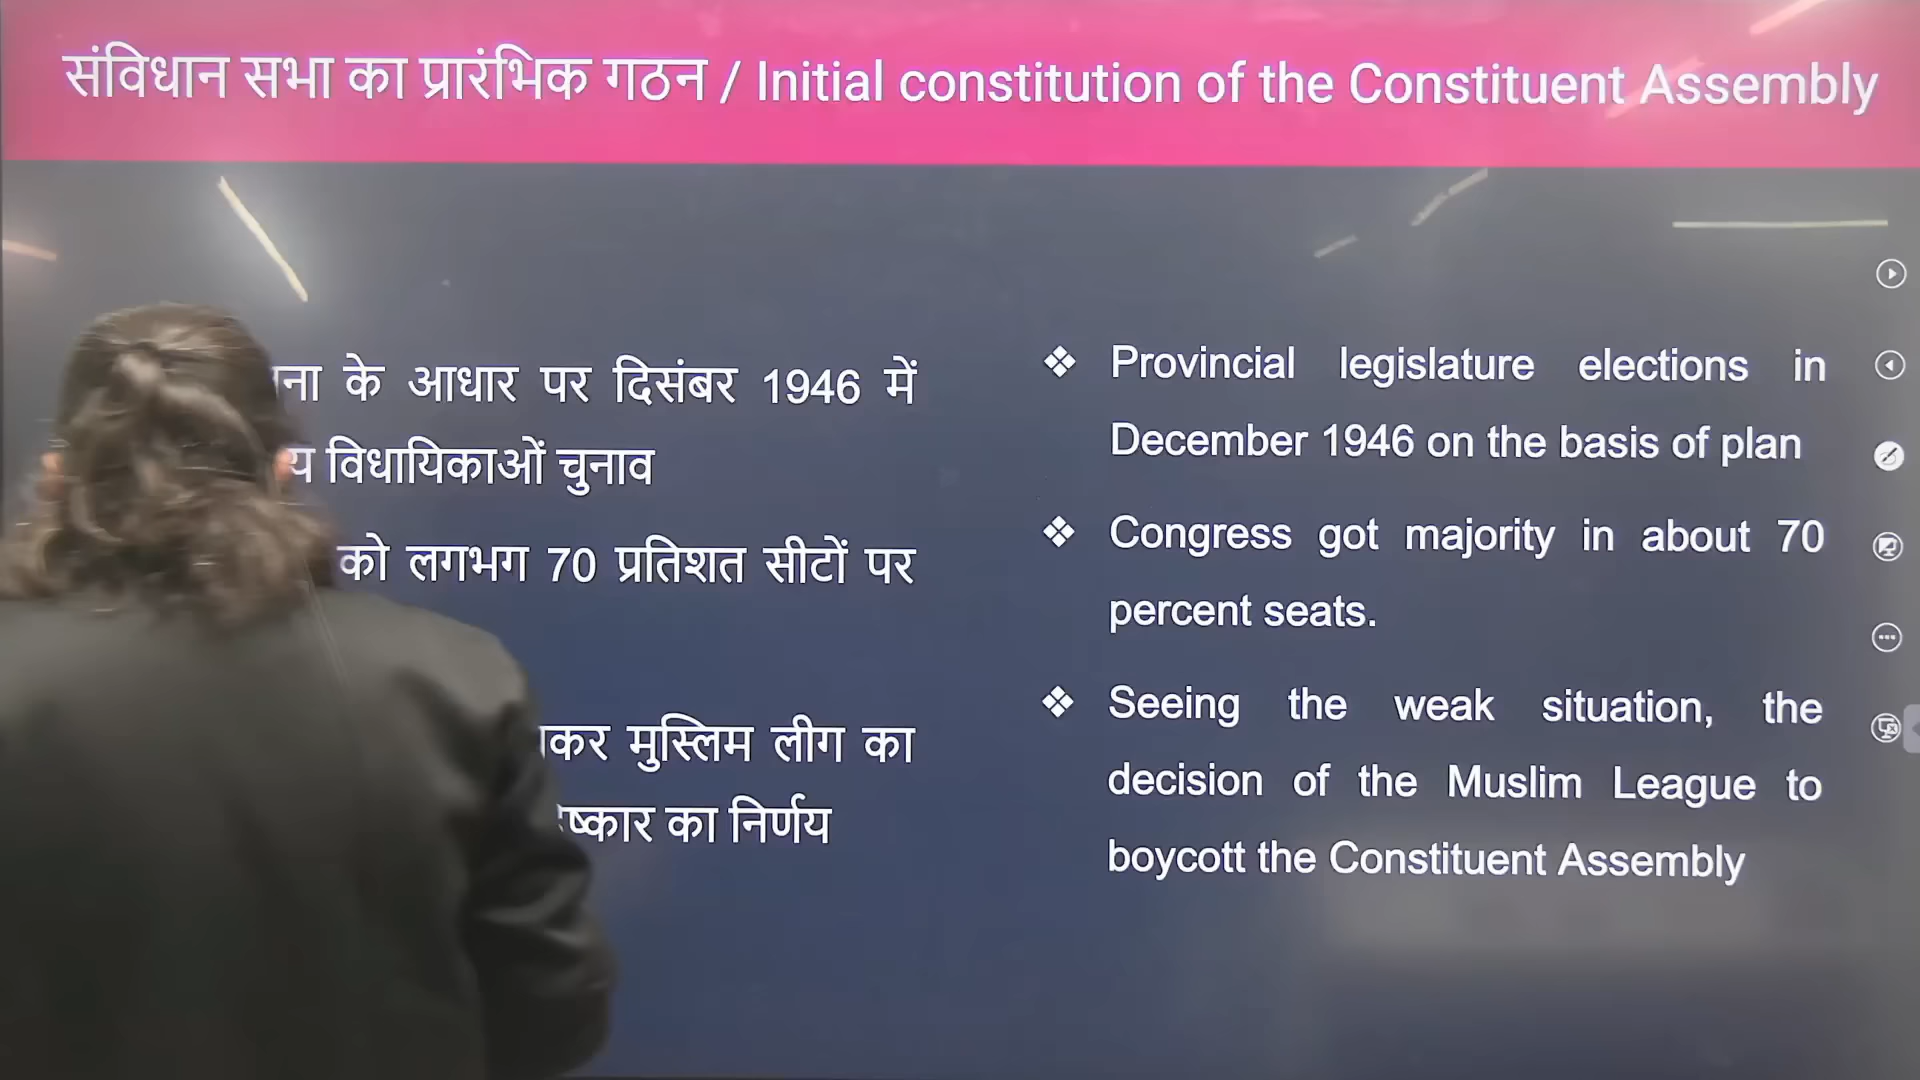 संविधान सभा का प्रारंभिक गठन / Initial constitution of the Constituent Assembly
के आधार पर दिसंबर 1946 में
विधायिकाओं चुनाव
को लगभग 70 प्रतिशत सीटों पर
मुस्लिम लीग का
का निर्णय
❖ Provincial legislature elections in
December 1946 on the basis of plan
❖ Congress got majority in about 70
percent seats.
❖ Seeing the weak situation, the
decision of the Muslim League to
boycott the Constituent Assembly